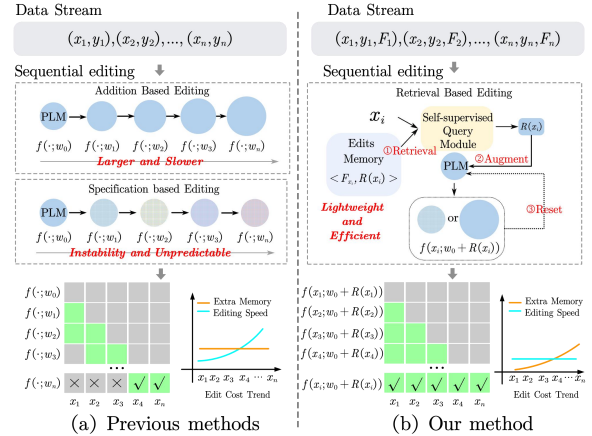 Data Stream
(x₁,y₁),(x₂,y₂),...,(xₙ,yₙ)
Sequential editing
Addition Based Editing
PLM
f(·;w₀) f(·;w₁) f(·;w₂) f(·;w₃) f(·;wₙ)
Larger and Slower
Specification based Editing
PLM
f(·;w₀) f(·;w₁) f(·;w₂) f(·;w₃) f(·;wₙ)
Instability and Unpredictable
f(·;w₀)
f(·;w₁)
f(·;w₂)
f(·;w₃)
...
f(·;wₙ) × × × √ √
x₁ x₂ x₃ x₄ xₙ
Extra Memory
Editing Speed
x₁ x₂ x₃ x₄ ··· xₙ
Edit Cost Trend
(a) Previous methods
Data Stream
(x₁,y₁,F₁),(x₂,y₂,F₂),...,(xₙ,yₙ,Fₙ)
Sequential editing
Retrieval Based Editing
xᵢ
Self-supervised
Query
Module
R(xᵢ)
①Retrieval
Edits
Memory
< Fₓᵢ, R(xᵢ) >
②Augment
PLM
③Reset
Lightweight
and
Efficient
or
f(xᵢ;w₀ + R(xᵢ))
f(x₁;w₀ + R(x₁))
f(x₂;w₀ + R(x₂))
f(x₃;w₀ + R(x₃))
f(x₄;w₀ + R(x₄))
...
f(xᵢ;w₀ + R(xᵢ)) √ √ √ √ √
x₁ x₂ x₃ x₄ xₙ
Extra Memory
Editing Speed
x₁ x₂ x₃ x₄ ··· xₙ
Edit Cost Trend
(b) Our method